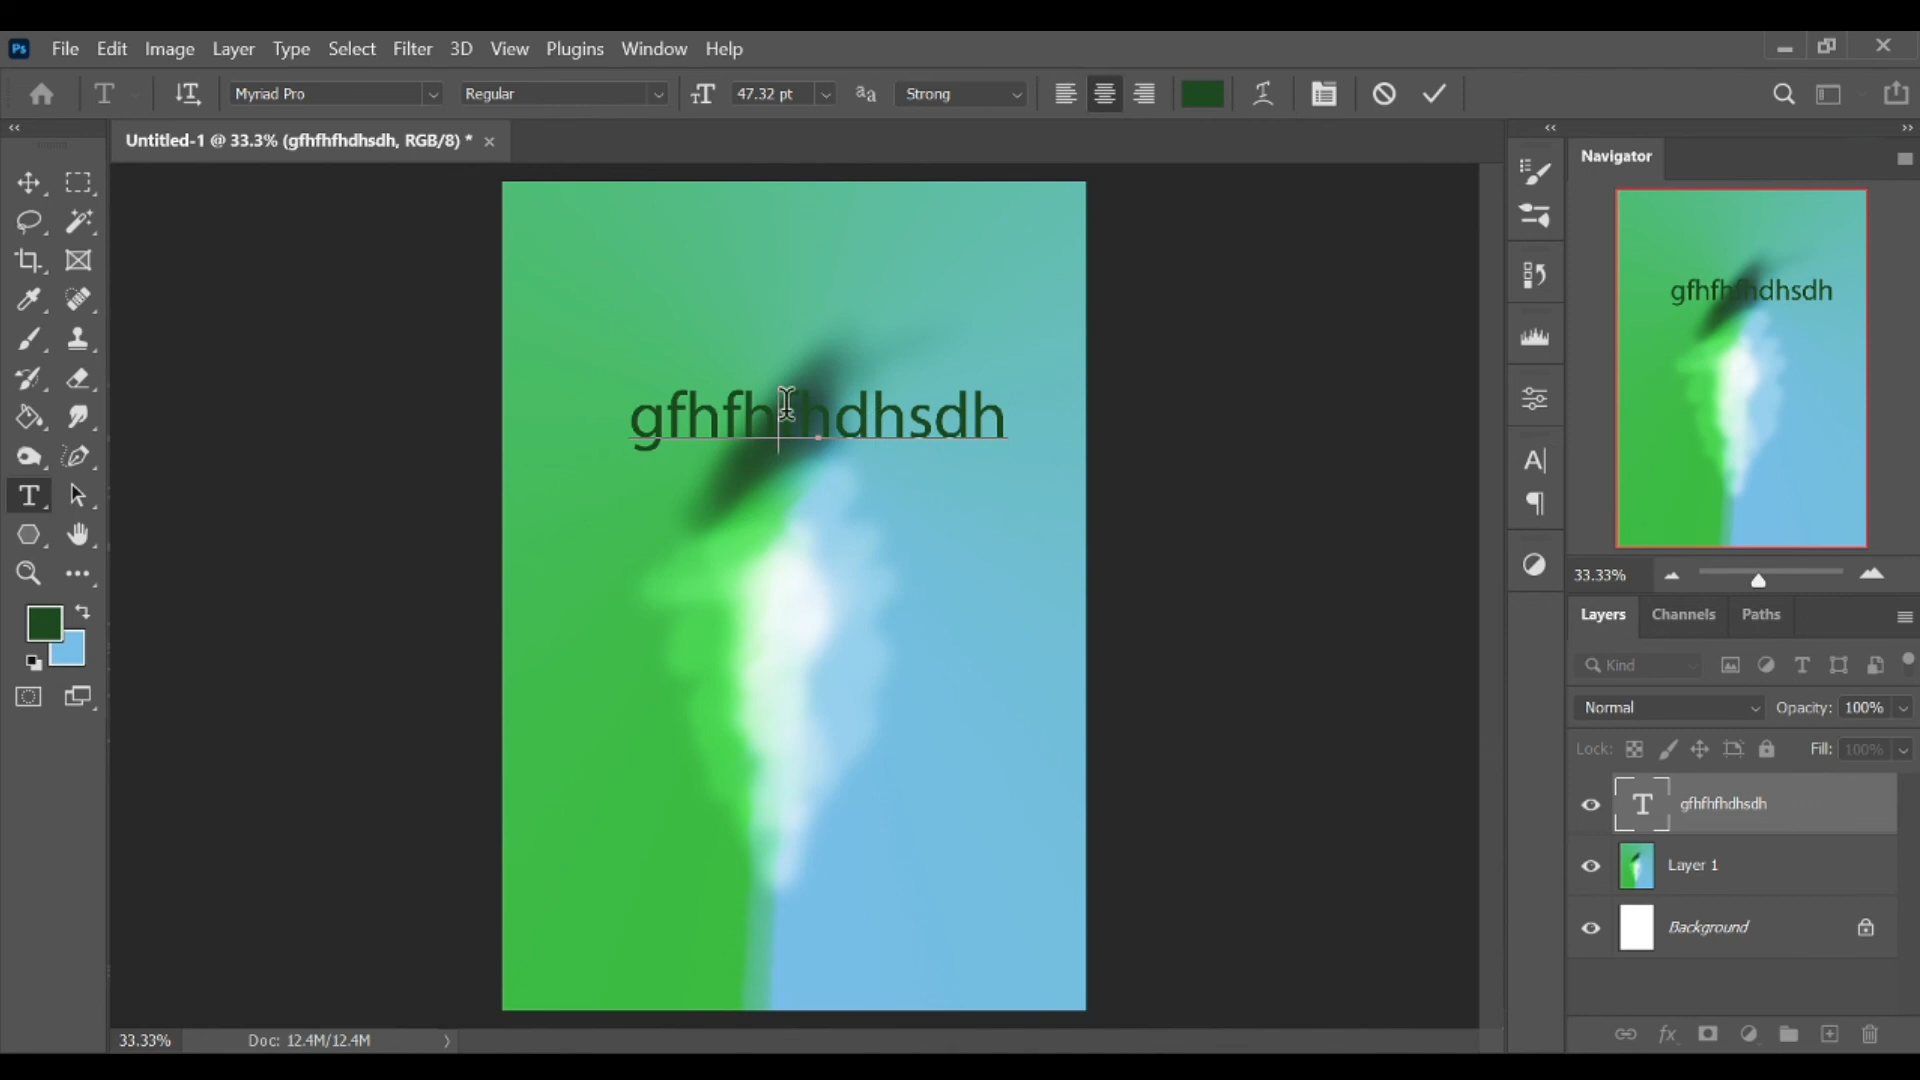 Ps File Edit Image Layer Type Select Filter 3D View Plugins Window Help
T Myriad Pro Regular 47.32 pt aa Strong
Untitled-1 @ 33.3% (gfhfhfhdhsdh, RGB/8) *
Navigator
gfhfhfhdhsdh
gfhfhfhdhsdh
33.33%
Layers Channels Paths
Kind
Normal Opacity: 100%
Lock: Fill: 100%
T gfhfhfhdhsdh
Layer 1
Background
33.33% Doc: 12.4M/12.4M